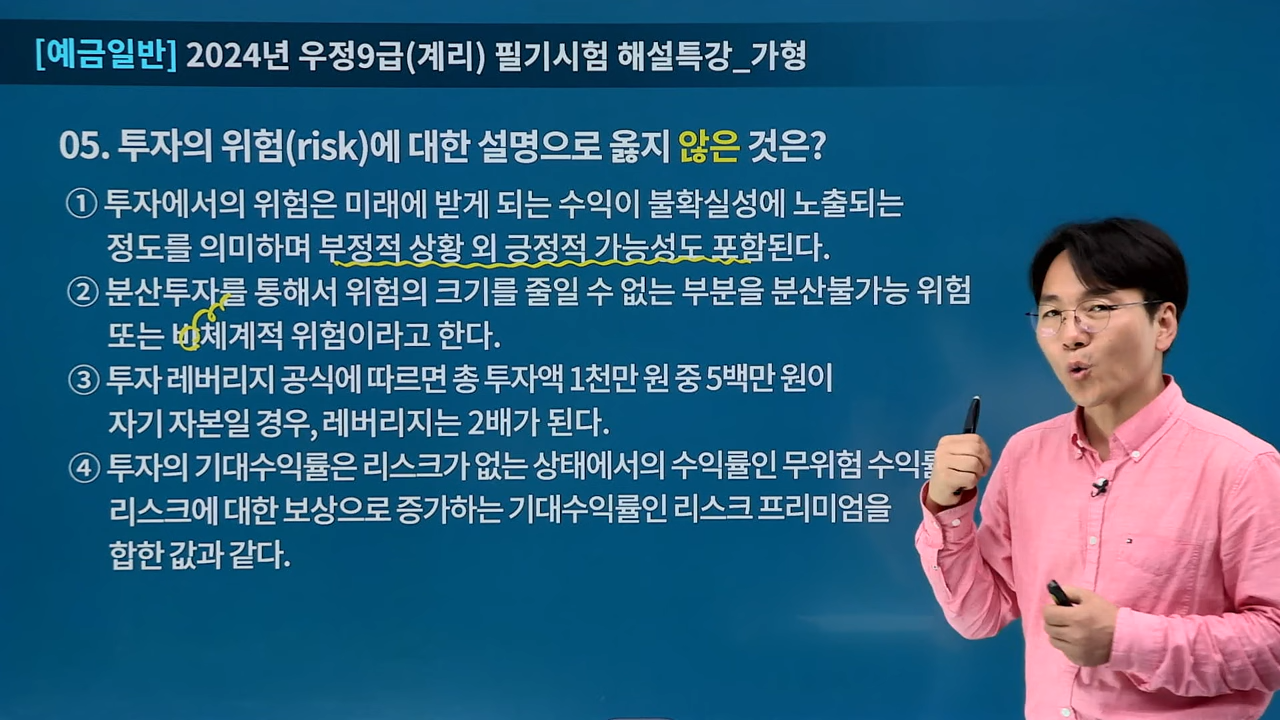 [예금일반] 2024년 우정9급(계리) 필기시험 해설특강_가형
05. 투자의 위험(risk)에 대한 설명으로 옳지 않은 것은?
① 투자에서의 위험은 미래에 받게 되는 수익이 불확실성에 노출되는
정도를 의미하며 부정적 상황 외 긍정적 가능성도 포함된다.
② 분산투자를 통해서 위험의 크기를 줄일 수 없는 부분을 분산불가능 위험
또는 비체계적 위험이라고 한다.
③ 투자 레버리지 공식에 따르면 총 투자액 1천만 원 중 5백만 원이
자기 자본일 경우, 레버리지는 2배가 된다.
④ 투자의 기대수익률은 리스크가 없는 상태에서의 수익률인 무위험 수익률
리스크에 대한 보상으로 증가하는 기대수익률인 리스크 프리미엄을
합한 값과 같다.